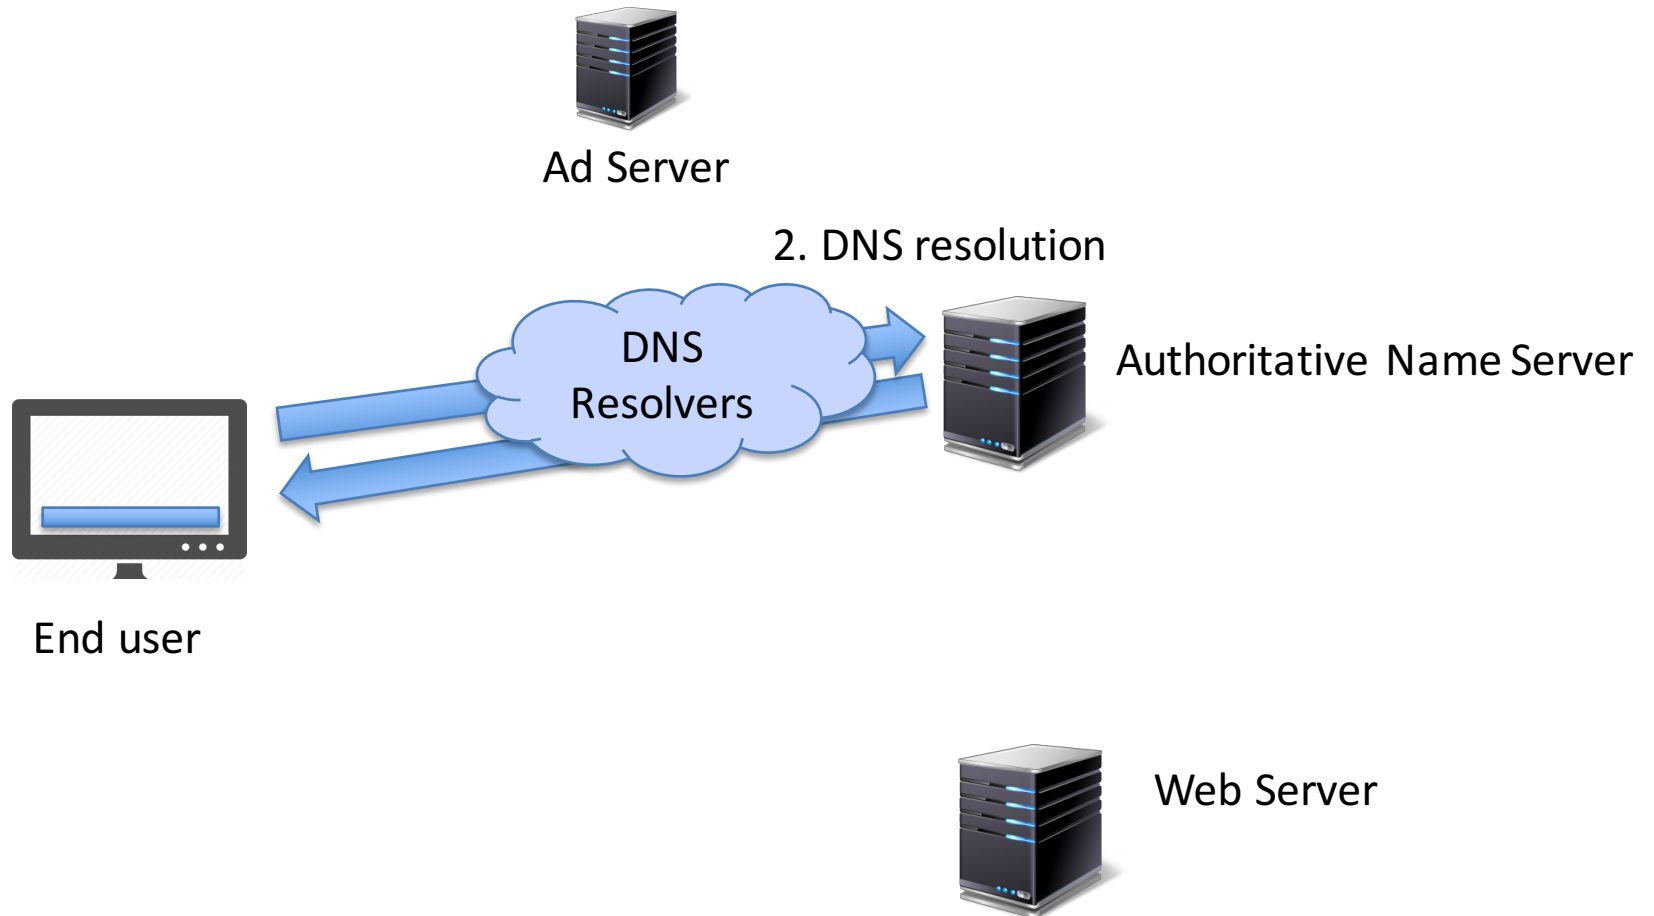 Ad Server
2. DNS resolution
DNS
Resolvers
Authoritative Name Server
End user
Web Server